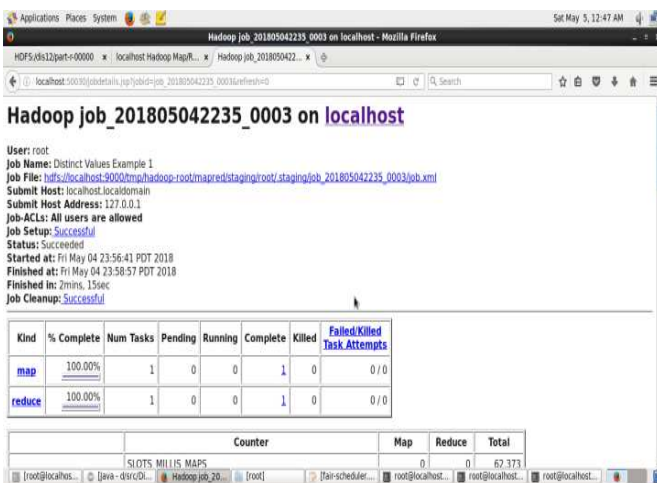 Applications Places System Sat May 5, 12:47 AM
Hadoop job_201805042235_0003 on localhost - Mozilla Firefox
HDFS:/dis12/part-r-00000 x localhost Hadoop Map/R... x Hadoop job_2018050422... x
localhost:50030/jobdetails.jsp?jobid=job_201805042235_0003&refresh=0 Search
Hadoop job_201805042235_0003 on localhost
User: root
Job Name: Distinct Values Example 1
Job File: hdfs://localhost:9000/tmp/hadoop-root/mapred/staging/root/.staging/job_201805042235_0003/job.xml
Submit Host: localhost.localdomain
Submit Host Address: 127.0.0.1
Job-ACLs: All users are allowed
Job Setup: Successful
Status: Succeeded
Started at: Fri May 04 23:56:41 PDT 2018
Finished at: Fri May 04 23:58:57 PDT 2018
Finished in: 2mins, 15sec
Job Cleanup: Successful
Kind % Complete Num Tasks Pending Running Complete Killed Failed/Killed Task Attempts
map 100.00% 1 0 0 1 0 0 / 0
reduce 100.00% 1 0 0 1 0 0 / 0
Counter Map Reduce Total
SLOTS_MILLIS_MAPS 0 0 62,373
[root@localhos... [Java - d/src/Di... Hadoop job_20... [root] [fair-scheduler.... root@localhost... root@localhost... root@localhost...